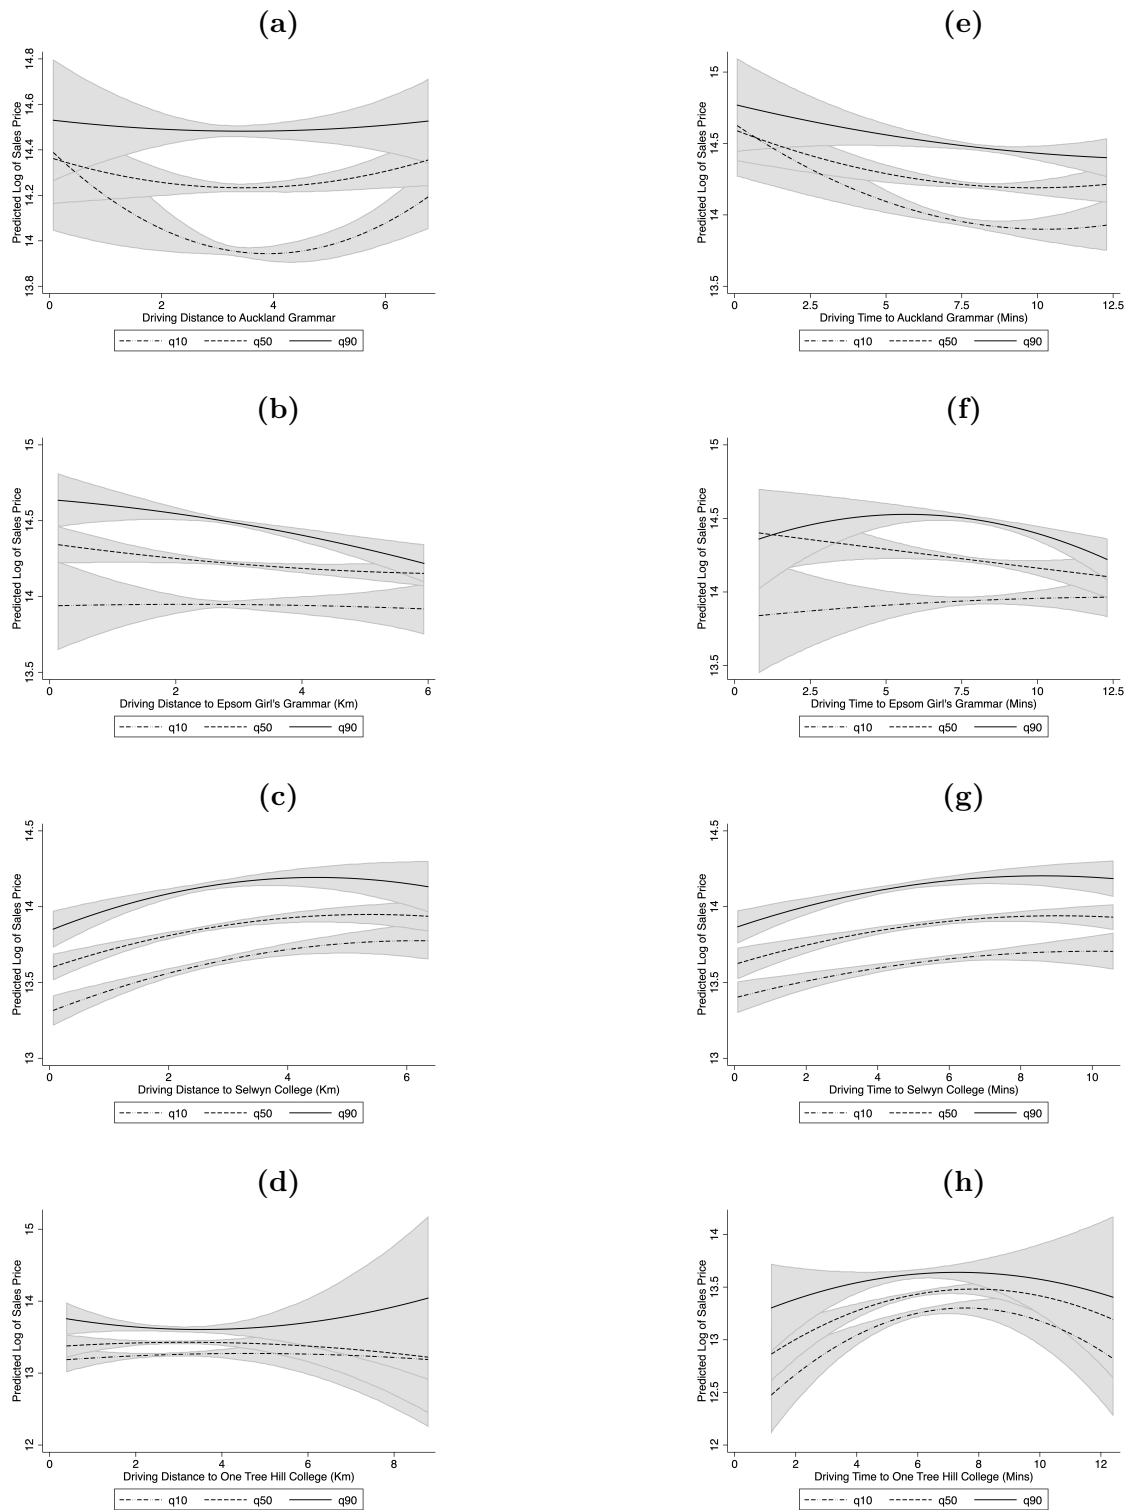 (a)
Predicted Log of Sales Price
13.8 14 14.2 14.4 14.6 14.8
0 2 4 6
Driving Distance to Auckland Grammar
q10 q50 q90
(e)
Predicted Log of Sales Price
13.5 14 14.5 15
0 2.5 5 7.5 10 12.5
Driving Time to Auckland Grammar (Mins)
q10 q50 q90
(b)
Predicted Log of Sales Price
13.5 14 14.5 15
0 2 4 6
Driving Distance to Epsom Girl's Grammar (Km)
q10 q50 q90
(f)
Predicted Log of Sales Price
13.5 14 14.5 15
0 2.5 5 7.5 10 12.5
Driving Time to Epsom Girl's Grammar (Mins)
q10 q50 q90
(c)
Predicted Log of Sales Price
13 13.5 14 14.5
0 2 4 6
Driving Distance to Selwyn College (Km)
q10 q50 q90
(g)
Predicted Log of Sales Price
13 13.5 14 14.5
0 2 4 6 8 10
Driving Time to Selwyn College (Mins)
q10 q50 q90
(d)
Predicted Log of Sales Price
12 13 14 15
0 2 4 6 8
Driving Distance to One Tree Hill College (Km)
q10 q50 q90
(h)
Predicted Log of Sales Price
12 12.5 13 13.5 14
0 2 4 6 8 10 12
Driving Time to One Tree Hill College (Mins)
q10 q50 q90